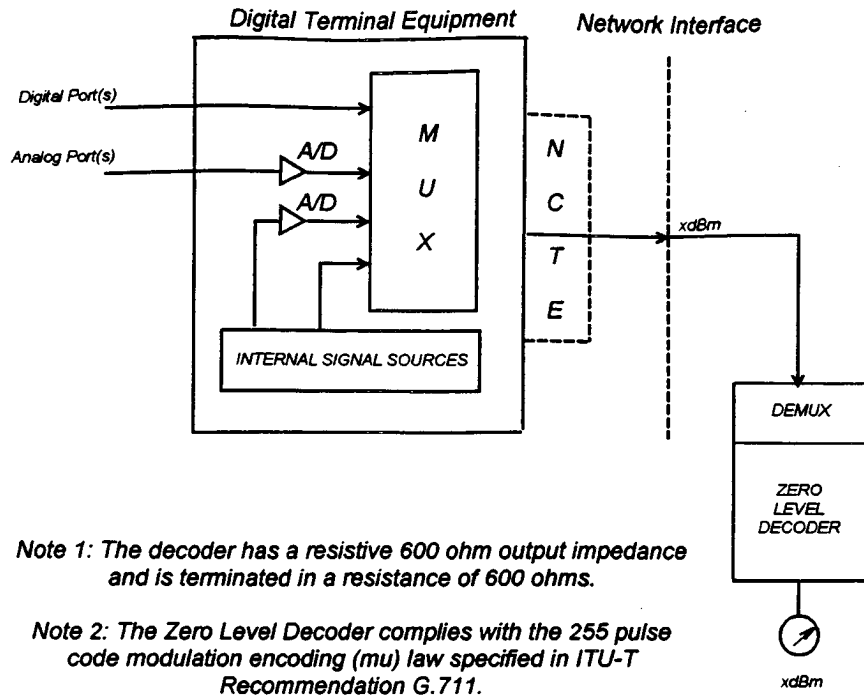 Digital Terminal Equipment
Network Interface
Digital Port(s)
Analog Port(s)
A/D
A/D
M
U
X
N
C
T
E
xdBm
INTERNAL SIGNAL SOURCES
DEMUX
ZERO
LEVEL
DECODER
xdBm
Note 1: The decoder has a resistive 600 ohm output impedance
and is terminated in a resistance of 600 ohms.
Note 2: The Zero Level Decoder complies with the 255 pulse
code modulation encoding (mu) law specified in ITU-T
Recommendation G.711.